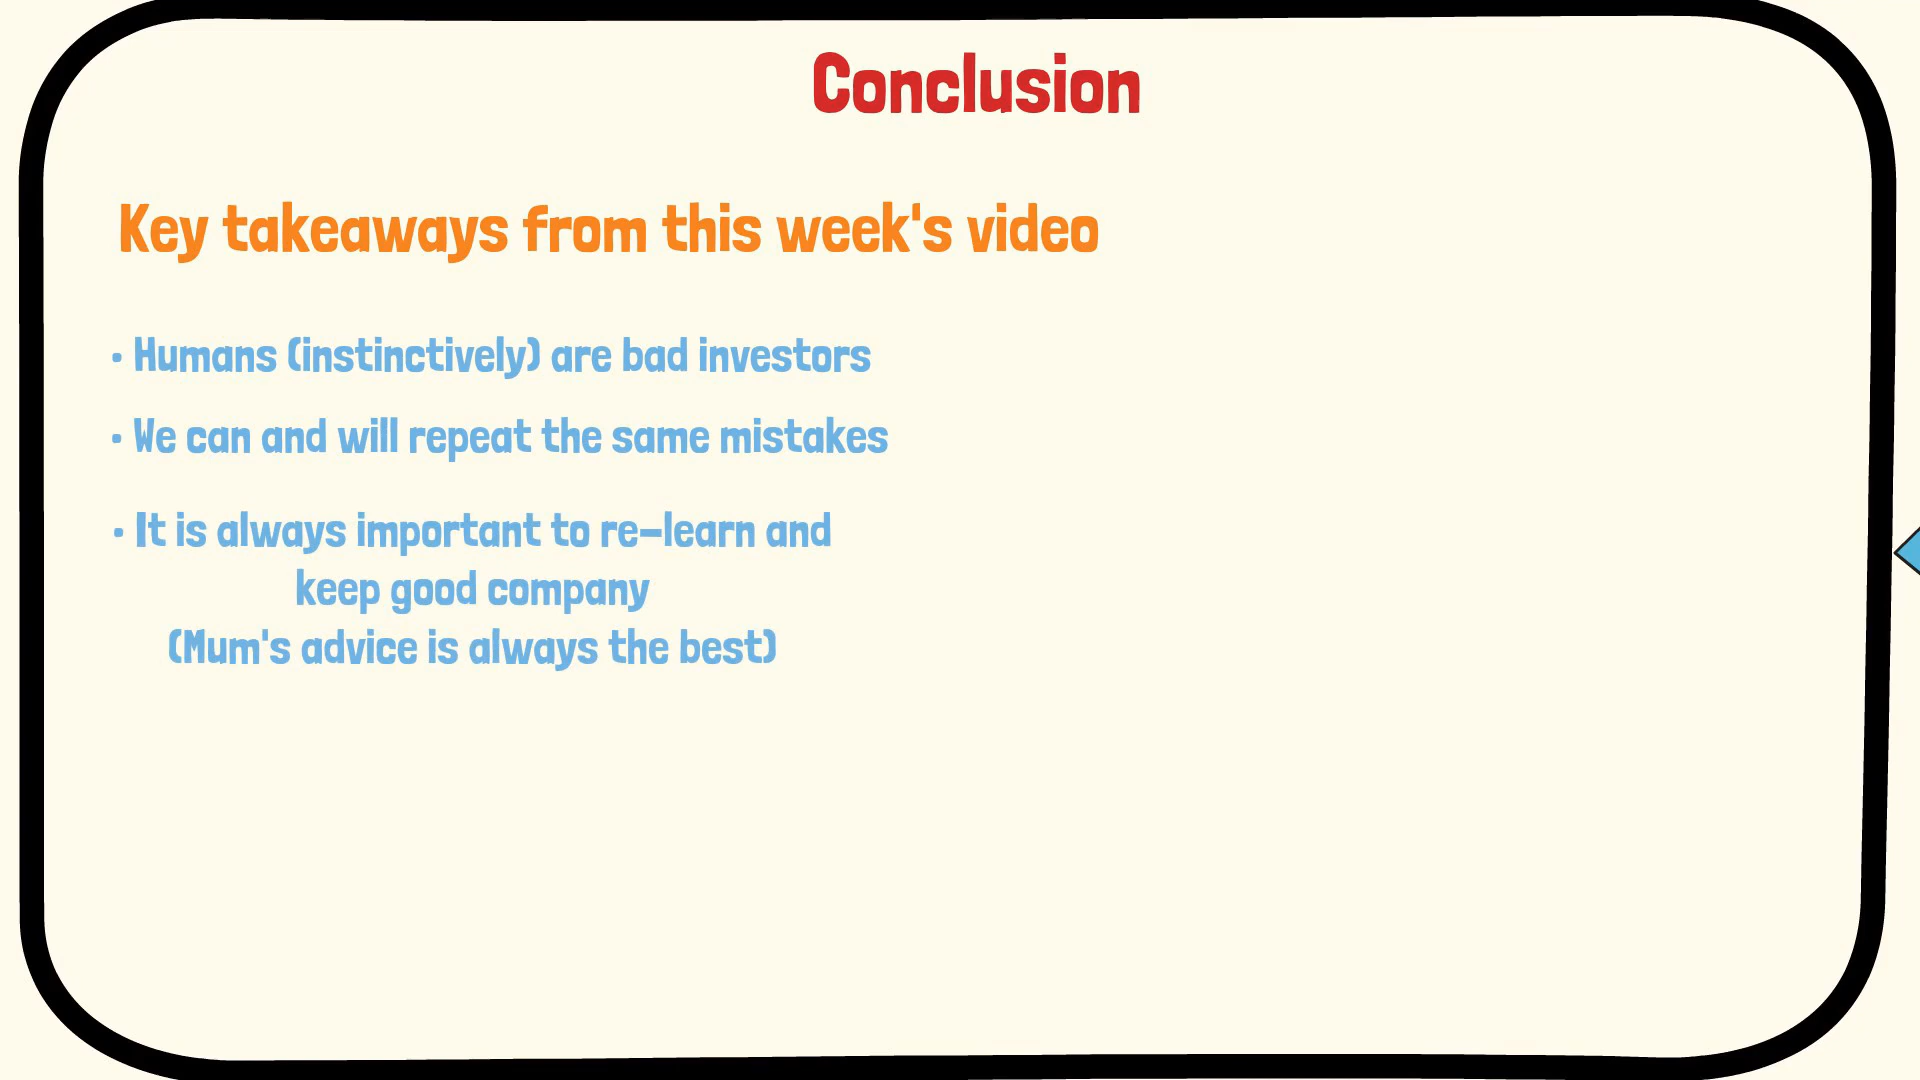 Conclusion
Key takeaways from this week's video
• Humans (instinctively) are bad investors
• We can and will repeat the same mistakes
• It is always important to re-learn and
keep good company
(Mum's advice is always the best)